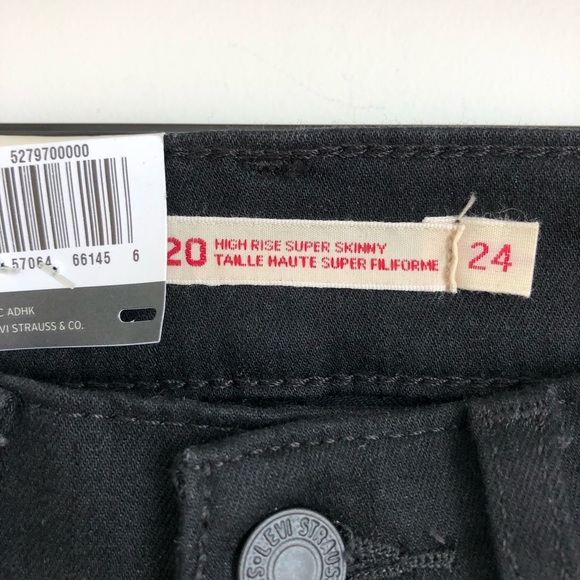 5279700000
57064 66145 6
C ADHK
VI STRAUSS & CO.
20 HIGH RISE SUPER SKINNY
TAILLE HAUTE SUPER FILIFORME
24
LEVI STRAUSS